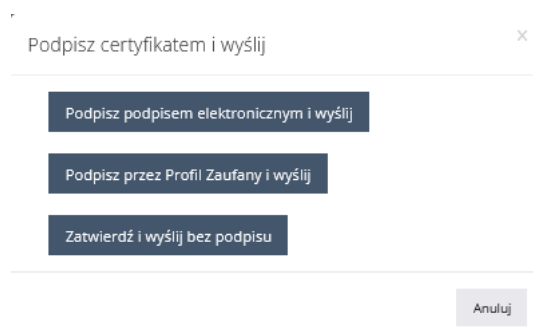 Podpisz certyfikatem i wyślij
×
Podpisz podpisem elektronicznym i wyślij
Podpisz przez Profil Zaufany i wyślij
Zatwierdź i wyślij bez podpisu
Anuluj